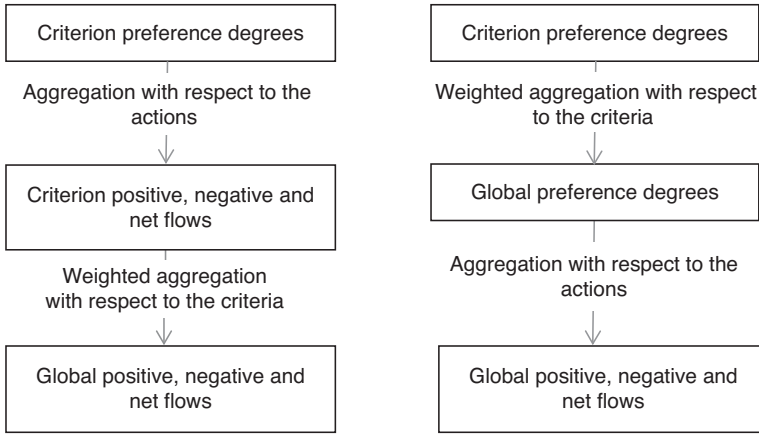 Criterion preference degrees
Aggregation with respect to the
actions
Criterion positive, negative and
net flows
Weighted aggregation
with respect to the criteria
Global positive, negative and
net flows
Criterion preference degrees
Weighted aggregation with respect
to the criteria
Global preference degrees
Aggregation with respect to the
actions
Global positive, negative and
net flows